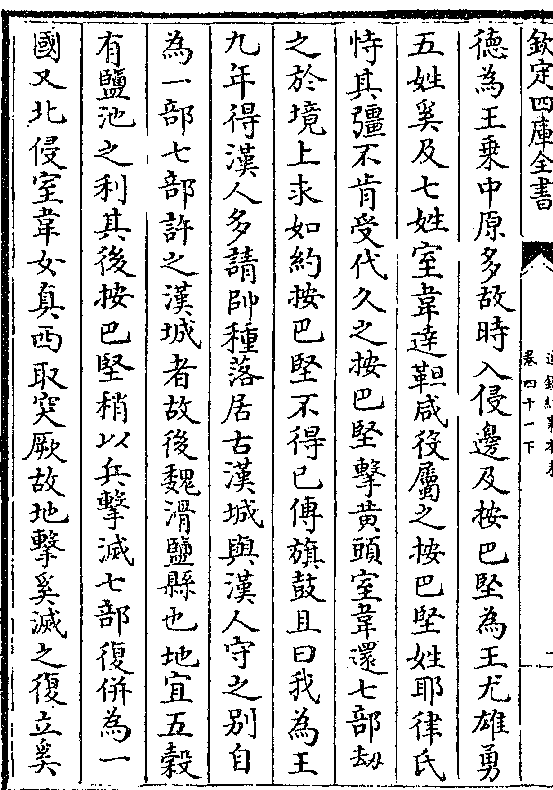 欽定四庫全書
卷四十一下
德為王乗中原多故時入侵邊及按巴堅為王尤雄勇
五姓奚及七姓室韋達靼咸役屬之按巴堅姓耶律氏
恃其彊不肯受代久之按巴堅擊黄頭室韋還七部刼
之於境上求如約按巴堅不得已傳旗鼓且曰我為王
九年得漢人多請帥種落居古漢城與漢人守之别自
為一部七部許之漢城者故後魏滑鹽縣也地宜五穀
有鹽池之利其後按巴堅稍以兵擊滅七部復併為一
國又北侵室韋女真西取突厥故地擊奚滅之復立奚